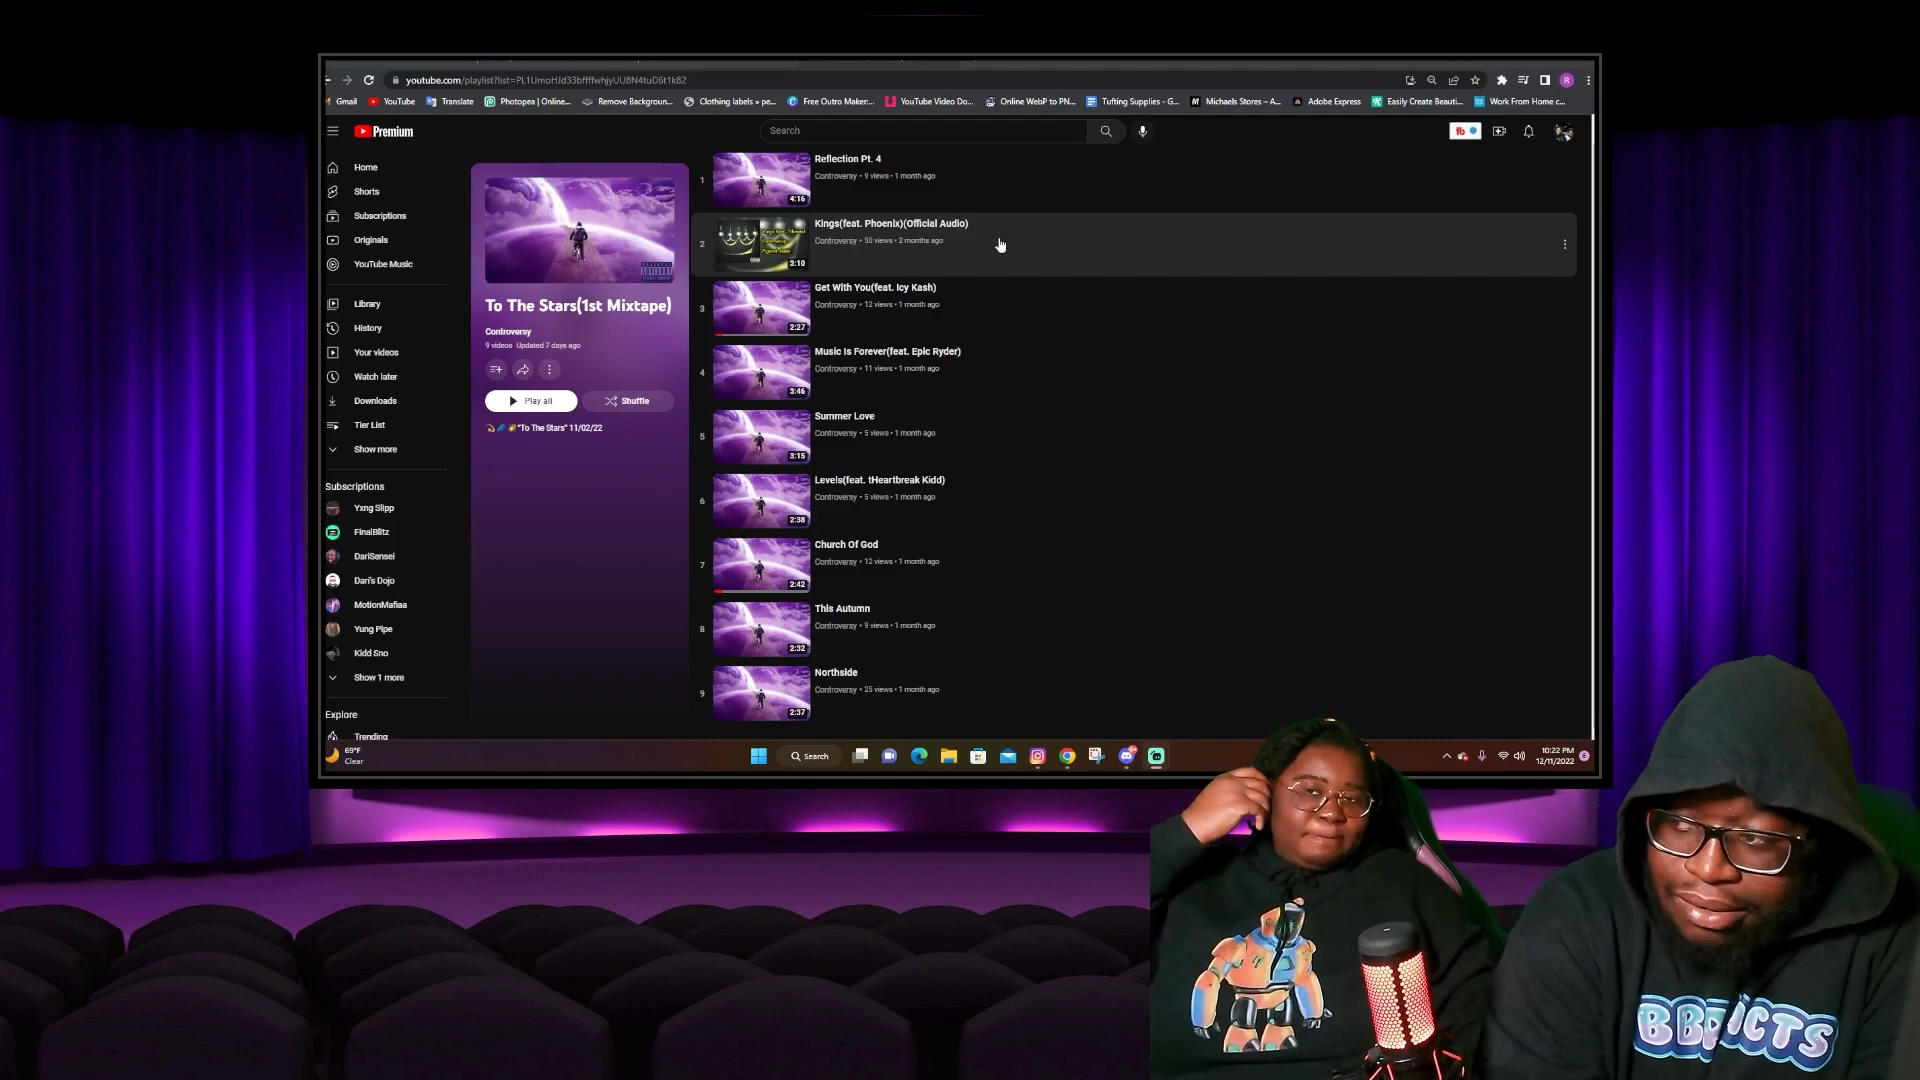 youtube.com/playlist?list=PL1UmoHJd33bffffwhjyUU8N4tuD6t1k82
R
Gmail
YouTube
Translate
Photopea | Online...
Remove Backgroun...
Clothing labels » pe...
Free Outro Maker:...
YouTube Video Do...
Online WebP to PN...
Tufting Supplies - G...
Michaels Stores – A...
Adobe Express
Easily Create Beauti...
Work From Home c...
Premium
Search
Home
Shorts
Subscriptions
Originals
YouTube Music
Library
History
Your videos
Watch later
Downloads
Tier List
Show more
Subscriptions
Yxng Slipp
FinalBlitz
DariSensei
Dari's Dojo
MotionMafiaa
Yung Pipe
Kidd Sno
Show 1 more
Explore
Trending
To The Stars(1st Mixtape)
Controversy
9 videos Updated 7 days ago
Play all
Shuffle
"To The Stars" 11/02/22
1
4:16
Reflection Pt. 4
Controversy • 9 views • 1 month ago
2
3:10
Kings(feat. Phoenix)(Official Audio)
Controversy • 50 views • 2 months ago
3
2:27
Get With You(feat. Icy Kash)
Controversy • 12 views • 1 month ago
4
3:46
Music Is Forever(feat. Epic Ryder)
Controversy • 11 views • 1 month ago
5
3:15
Summer Love
Controversy • 5 views • 1 month ago
6
2:38
Levels(feat. tHeartbreak Kidd)
Controversy • 5 views • 1 month ago
7
2:42
Church Of God
Controversy • 12 views • 1 month ago
8
2:32
This Autumn
Controversy • 9 views • 1 month ago
9
2:37
Northside
Controversy • 25 views • 1 month ago
69°F
Clear
Search
10:22 PM
12/11/2022